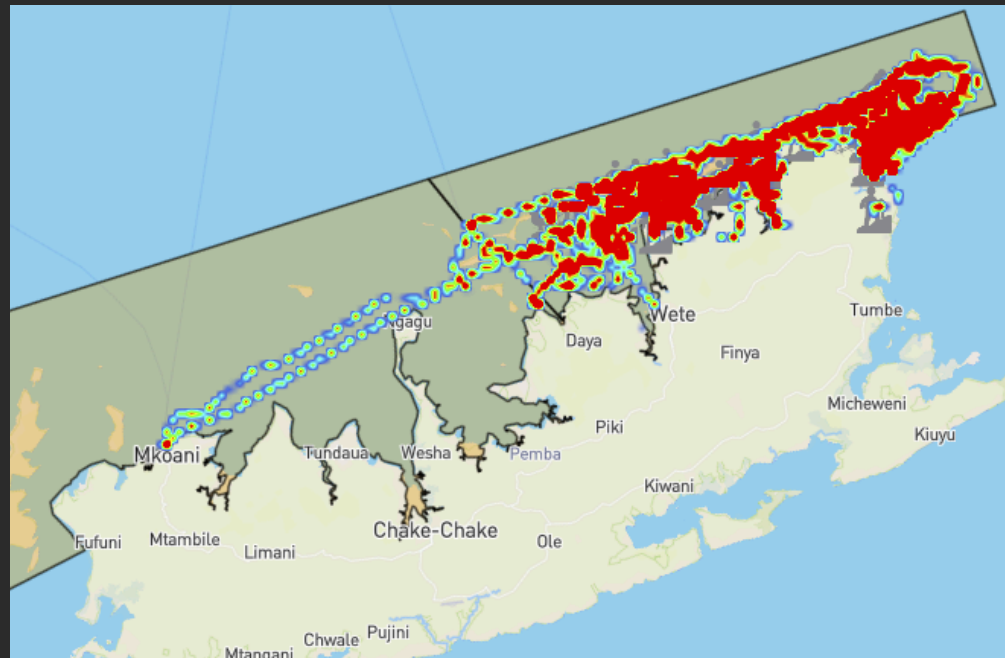 Ngagu
Wete
Tumbe
Daya
Finya
Micheweni
Piki
Kiuyu
Mkoani
Tundaua
Wesha
Pemba
Kiwani
Chake-Chake
Fufuni
Mtambile
Limani
Ole
Chwale
Pujini
Mtangani